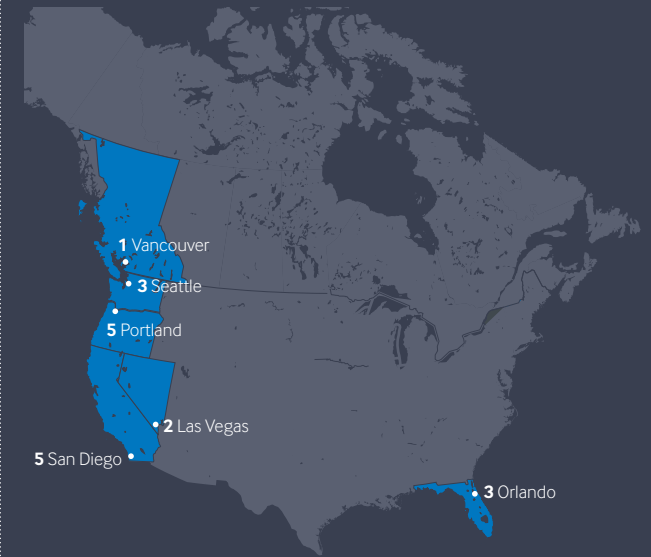 1 Vancouver
3 Seattle
5 Portland
2 Las Vegas
5 San Diego
3 Orlando